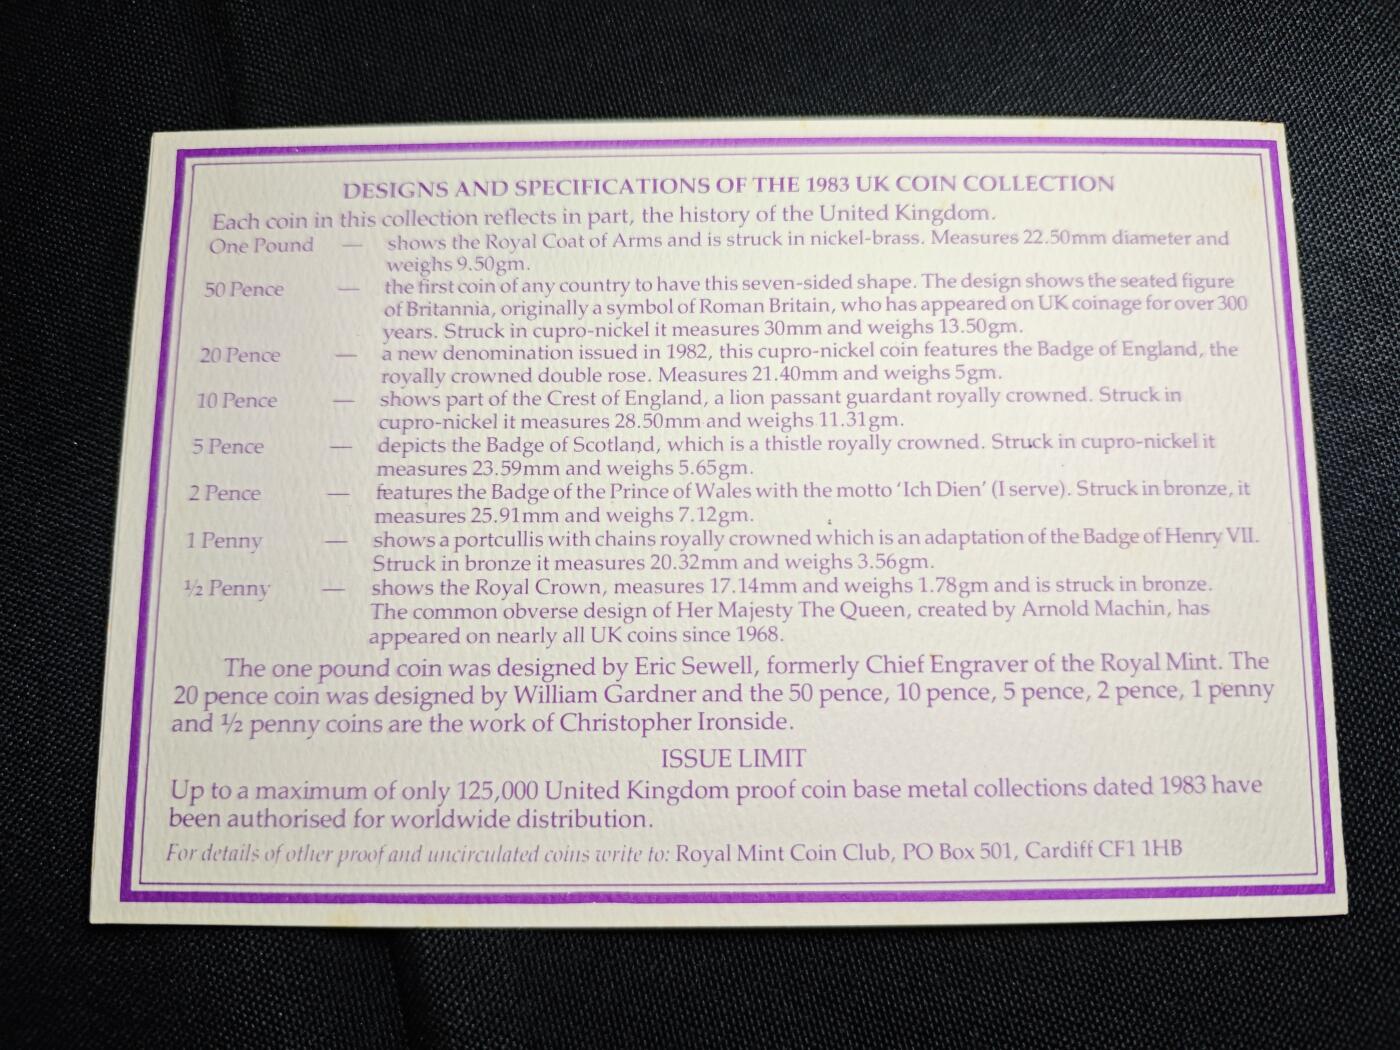 DESIGNS AND SPECIFICATIONS OF THE 1983 UK COIN COLLECTION
Each coin in this collection reflects in part, the history of the United Kingdom.
One Pound — shows the Royal Coat of Arms and is struck in nickel-brass. Measures 22.50mm diameter and
weighs 9.50gm.
50 Pence — the first coin of any country to have this seven-sided shape. The design shows the seated figure
of Britannia, originally a symbol of Roman Britain, who has appeared on UK coinage for over 300
years. Struck in cupro-nickel it measures 30mm and weighs 13.50gm.
20 Pence — a new denomination issued in 1982, this cupro-nickel coin features the Badge of England, the
royally crowned double rose. Measures 21.40mm and weighs 5gm.
10 Pence — shows part of the Crest of England, a lion passant guardant royally crowned. Struck in
cupro-nickel it measures 28.50mm and weighs 11.31gm.
5 Pence — depicts the Badge of Scotland, which is a thistle royally crowned. Struck in cupro-nickel it
measures 23.59mm and weighs 5.65gm.
2 Pence — features the Badge of the Prince of Wales with the motto ‘Ich Dien’ (I serve). Struck in bronze, it
measures 25.91mm and weighs 7.12gm.
1 Penny — shows a portcullis with chains royally crowned which is an adaptation of the Badge of Henry VII.
Struck in bronze it measures 20.32mm and weighs 3.56gm.
½ Penny — shows the Royal Crown, measures 17.14mm and weighs 1.78gm and is struck in bronze.
The common obverse design of Her Majesty The Queen, created by Arnold Machin, has
appeared on nearly all UK coins since 1968.
The one pound coin was designed by Eric Sewell, formerly Chief Engraver of the Royal Mint. The
20 pence coin was designed by William Gardner and the 50 pence, 10 pence, 5 pence, 2 pence, 1 penny
and ½ penny coins are the work of Christopher Ironside.
ISSUE LIMIT
Up to a maximum of only 125,000 United Kingdom proof coin base metal collections dated 1983 have
been authorised for worldwide distribution.
For details of other proof and uncirculated coins write to: Royal Mint Coin Club, PO Box 501, Cardiff CF1 1HB